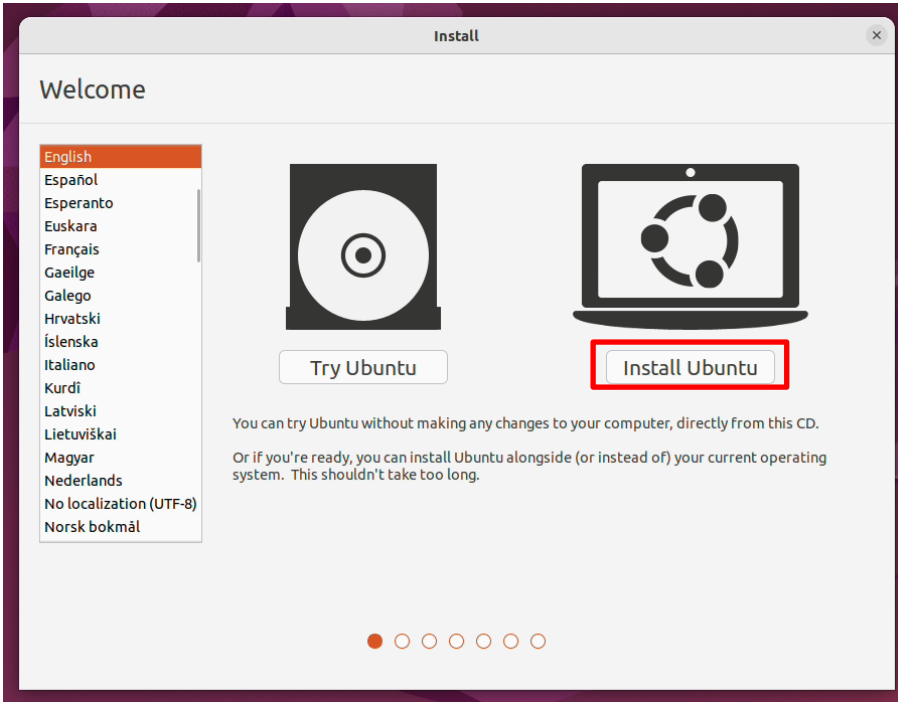 Install
Welcome
English
Español
Esperanto
Euskara
Français
Gaeilge
Galego
Hrvatski
Íslenska
Italiano
Kurdî
Latviski
Lietuviškai
Magyar
Nederlands
No localization (UTF-8)
Norsk bokmål
Try Ubuntu
Install Ubuntu
You can try Ubuntu without making any changes to your computer, directly from this CD.
Or if you're ready, you can install Ubuntu alongside (or instead of) your current operating
system. This shouldn't take too long.